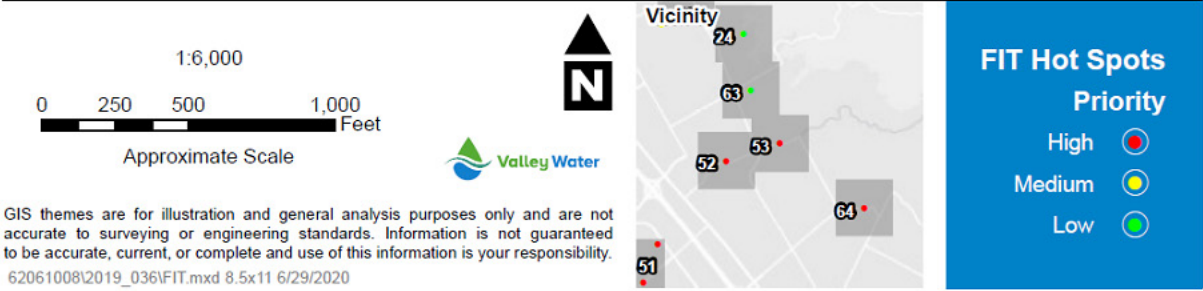 1:6,000
0 250 500 1,000
Feet
Approximate Scale
N
Valley Water
GIS themes are for illustration and general analysis purposes only and are not
accurate to surveying or engineering standards. Information is not guaranteed
to be accurate, current, or complete and use of this information is your responsibility.
62061008\2019_036\FIT.mxd 8.5x11 6/29/2020
Vicinity
24
63
53
52
64
51
FIT Hot Spots
Priority
High
Medium
Low